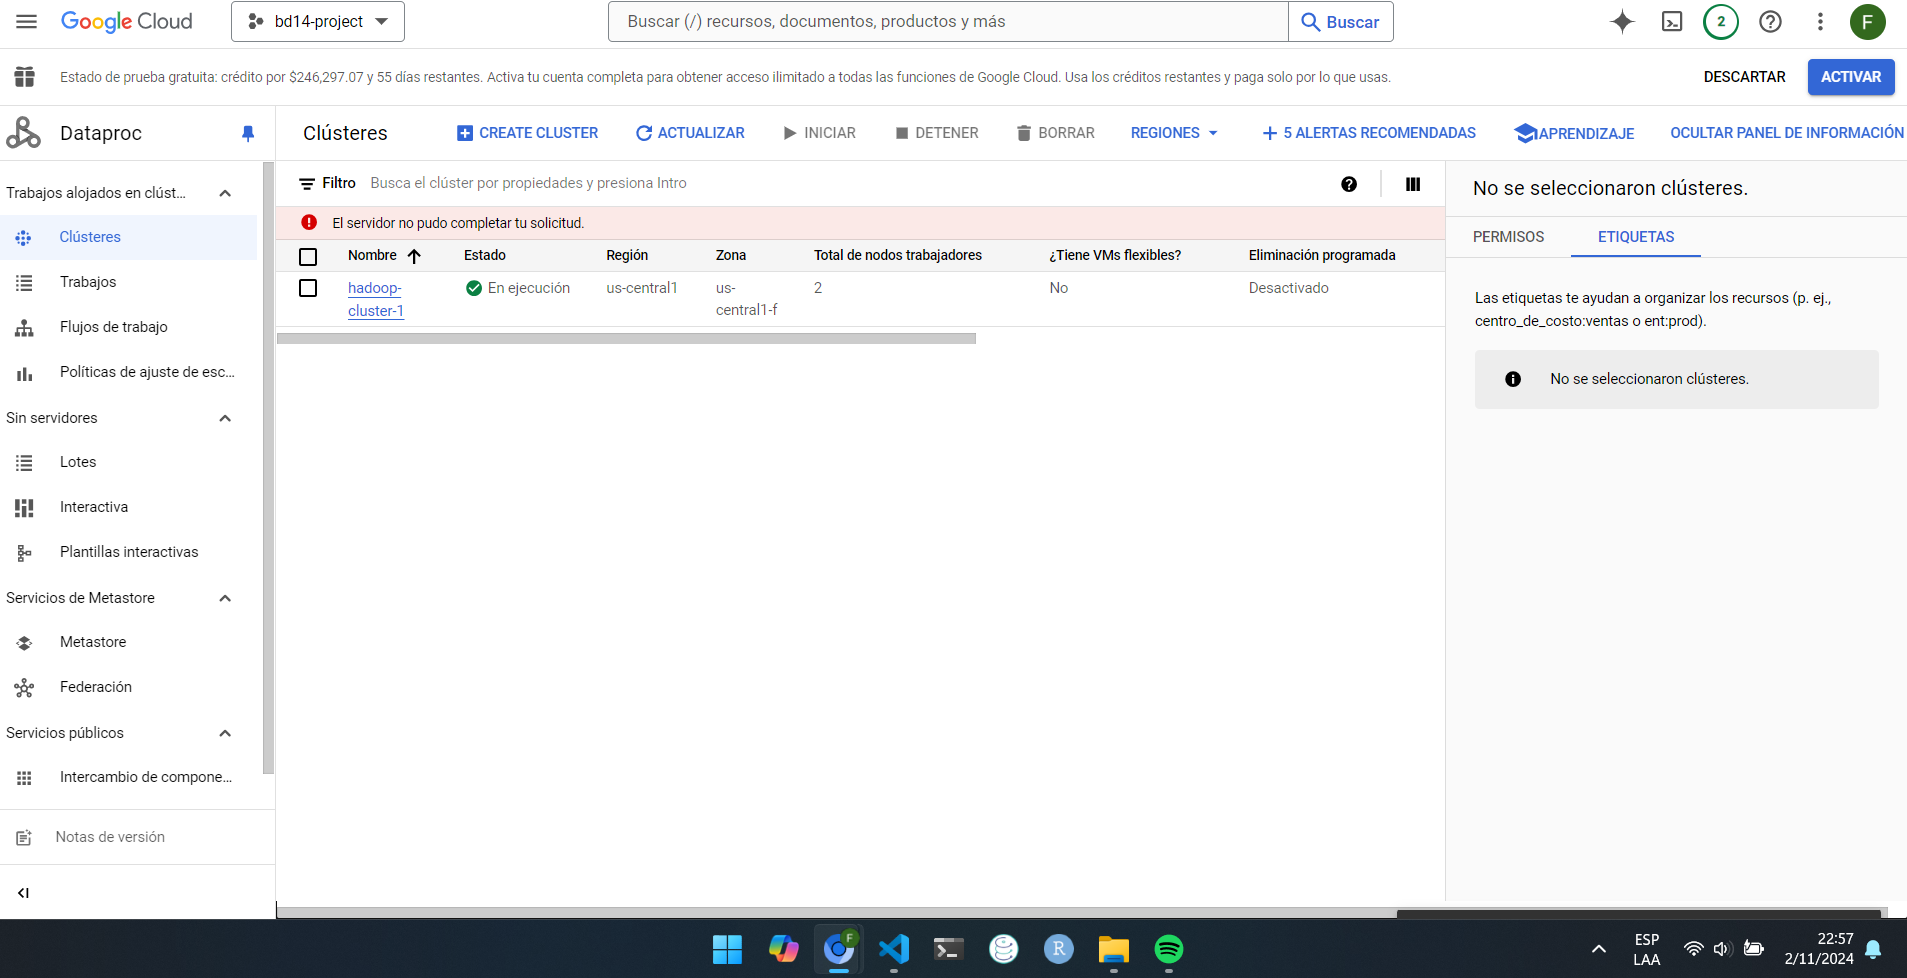 Google Cloud
bd14-project
Buscar (/) recursos, documentos, productos y más
Buscar
2
F
Estado de prueba gratuita: crédito por $246,297.07 y 55 días restantes. Activa tu cuenta completa para obtener acceso ilimitado a todas las funciones de Google Cloud. Usa los créditos restantes y paga solo por lo que usas.
DESCARTAR
ACTIVAR
Dataproc
Clústeres
CREATE CLUSTER
ACTUALIZAR
INICIAR
DETENER
BORRAR
REGIONES
5 ALERTAS RECOMENDADAS
APRENDIZAJE
OCULTAR PANEL DE INFORMACIÓN
Trabajos alojados en clúst...
Clústeres
Trabajos
Flujos de trabajo
Políticas de ajuste de esc...
Sin servidores
Lotes
Interactiva
Plantillas interactivas
Servicios de Metastore
Metastore
Federación
Servicios públicos
Intercambio de compone...
Notas de versión
Filtro
Busca el clúster por propiedades y presiona Intro
El servidor no pudo completar tu solicitud.
Nombre Estado Región Zona Total de nodos trabajadores ¿Tiene VMs flexibles? Eliminación programada
hadoop- En ejecución us-central1 us- 2 No Desactivado
cluster-1 central1-f
No se seleccionaron clústeres.
PERMISOS ETIQUETAS
Las etiquetas te ayudan a organizar los recursos (p. ej.,
centro_de_costo:ventas o ent:prod).
No se seleccionaron clústeres.
F
R
ESP
LAA
22:57
2/11/2024